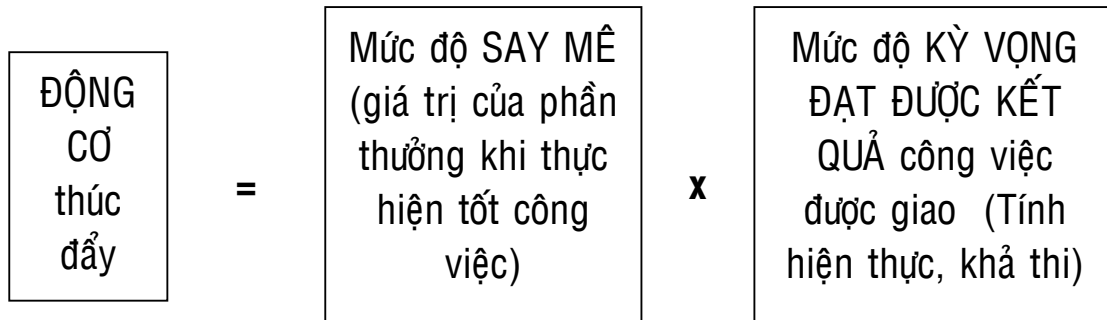 ĐỘNG
CƠ
thúc
đẩy
=
Mức độ SAY MÊ
(giá trị của phần
thưởng khi thực
hiện tốt công
việc)
x
Mức độ KỲ VỌNG
ĐẠT ĐƯỢC KẾT
QUẢ công việc
được giao (Tính
hiện thực, khả thi)